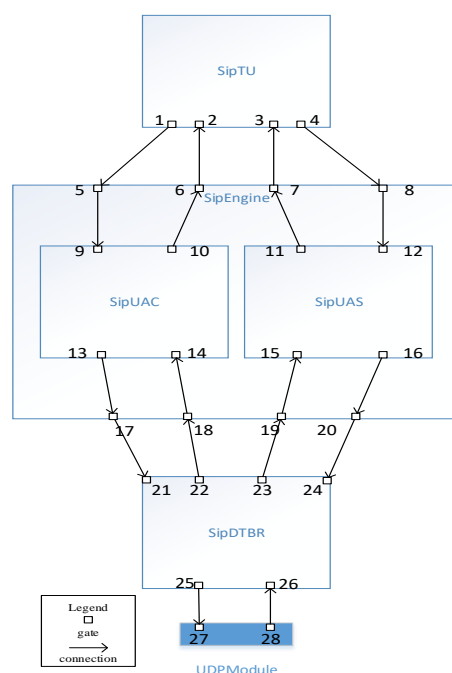 SipTU
1 2 3 4
5 6 7 8
SipEngine
9 10 11 12
SipUAC SipUAS
13 14 15 16
17 18 19 20
21 22 23 24
SipDTBR
25 26
Legend
gate
connection
27 28
UDPModule